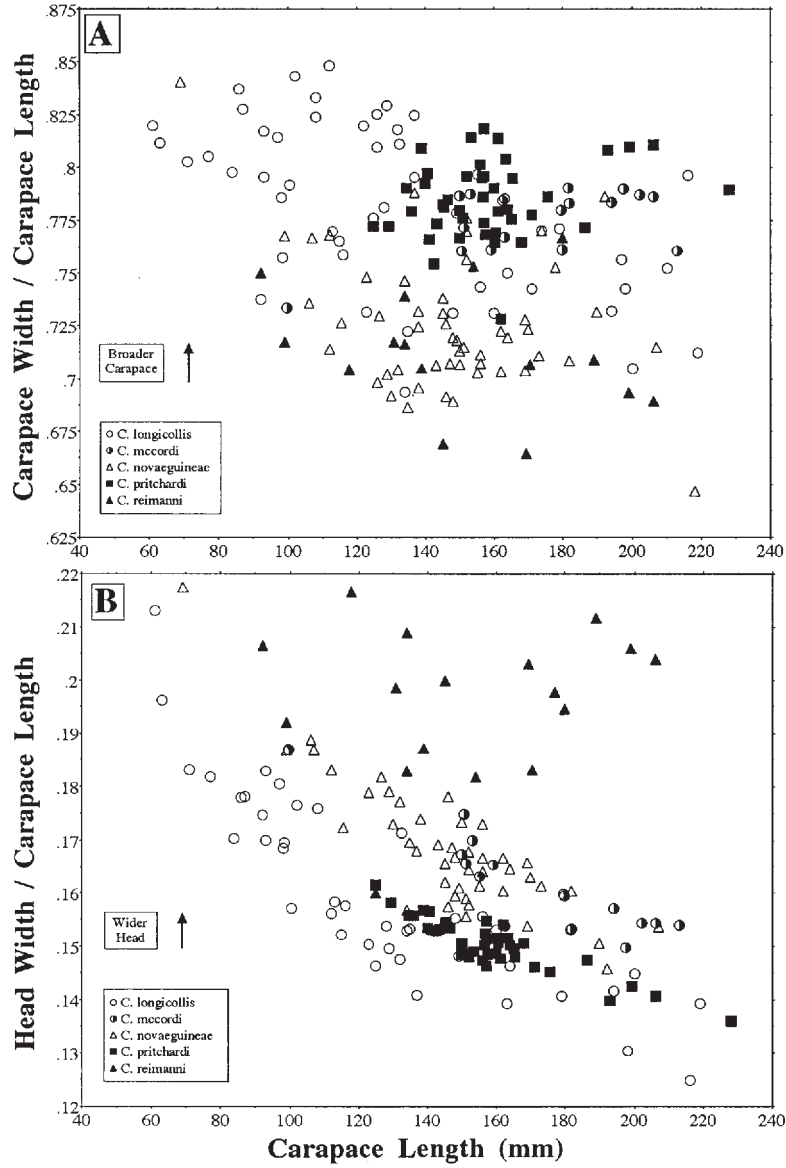 A
Carapace Width / Carapace Length
.875
.85
.825
.8
.775
.75
.725
.7
.675
.65
.625
Broader
Carapace
C. longicollis
C. mccordi
C. novaeguineae
C. pritchardi
C. reimanni
40 60 80 100 120 140 160 180 200 220 240
B
Head Width / Carapace Length
.22
.21
.2
.19
.18
.17
.16
.15
.14
.13
.12
Wider
Head
C. longicollis
C. mccordi
C. novaeguineae
C. pritchardi
C. reimanni
40 60 80 100 120 140 160 180 200 220 240
Carapace Length (mm)